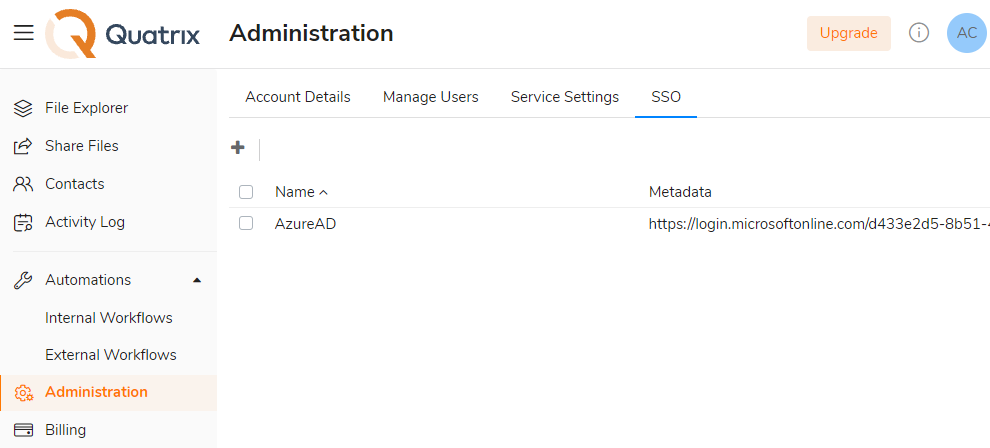 Quatrix Administration Upgrade AC
File Explorer
Share Files
Contacts
Activity Log
Automations
Internal Workflows
External Workflows
Administration
Billing
Account Details Manage Users Service Settings SSO
Name Metadata
AzureAD https://login.microsoftonline.com/d433e2d5-8b51-